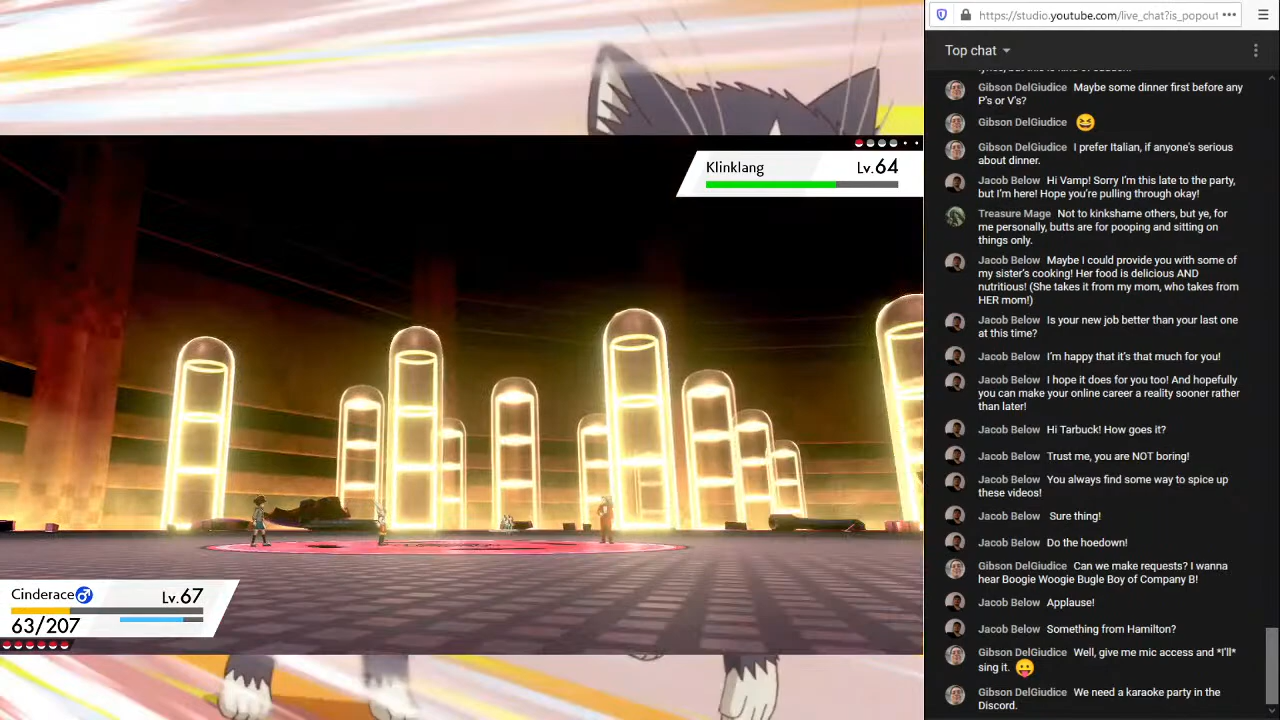 https://studio.youtube.com/live_chat?is_popout
Top chat
Gibson DelGiudice Maybe some dinner first before any
P's or V's?
Gibson DelGiudice
Gibson DelGiudice I prefer Italian, if anyone's serious
about dinner.
Jacob Below Hi Vamp! Sorry I'm this late to the party,
but I'm here! Hope you're pulling through okay!
Treasure Mage Not to kinkshame others, but ye, for
me personally, butts are for pooping and sitting on
things only.
Jacob Below Maybe I could provide you with some of
my sister's cooking! Her food is delicious AND
nutritious! (She takes it from my mom, who takes from
HER mom!)
Jacob Below Is your new job better than your last one
at this time?
Jacob Below I'm happy that it's that much for you!
Jacob Below I hope it does for you too! And hopefully
you can make your online career a reality sooner rather
than later!
Jacob Below Hi Tarbuck! How goes it?
Jacob Below Trust me, you are NOT boring!
Jacob Below You always find some way to spice up
these videos!
Jacob Below Sure thing!
Jacob Below Do the hoedown!
Gibson DelGiudice Can we make requests? I wanna
hear Boogie Woogie Bugle Boy of Company B!
Jacob Below Applause!
Jacob Below Something from Hamilton?
Gibson DelGiudice Well, give me mic access and *I'll*
sing it.
Gibson DelGiudice We need a karaoke party in the
Discord.
Klinklang Lv.64
Cinderace Lv.67
63/207